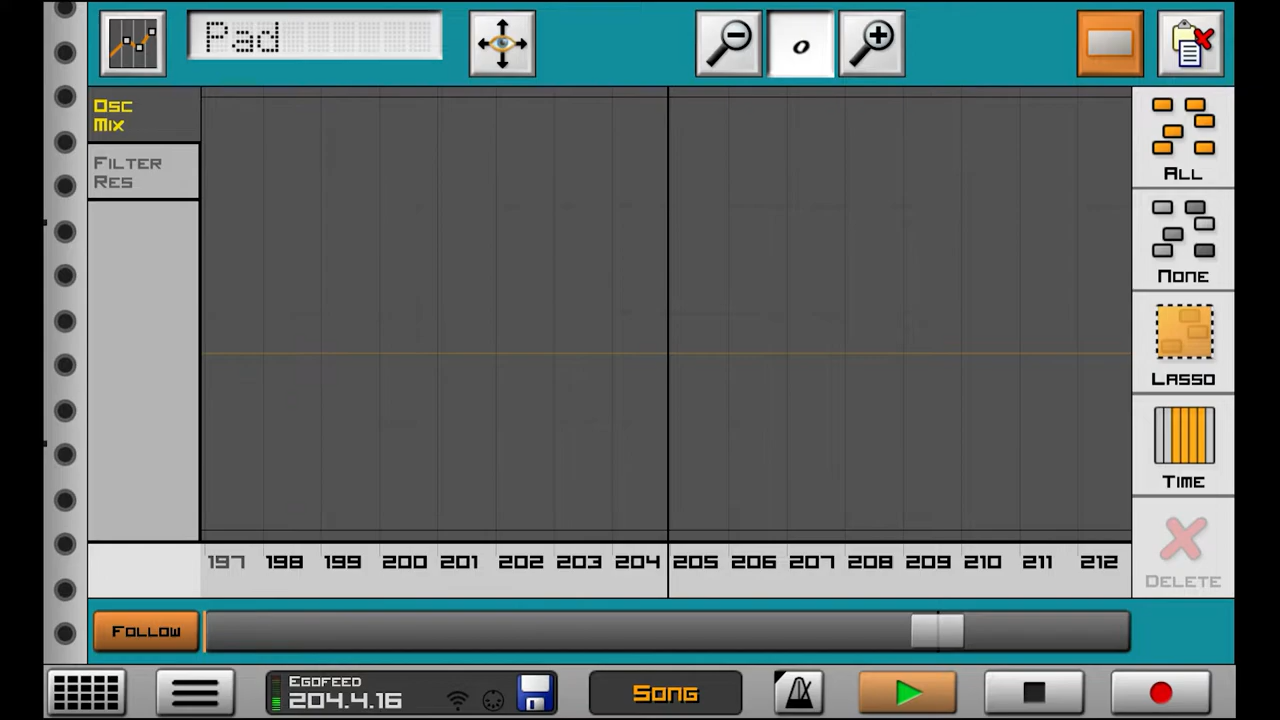 Pad
o
Osc
Mix
Filter
Res
All
None
Lasso
Time
Delete
197 198 199 200 201 202 203 204 205 206 207 208 209 210 211 212
Follow
Egofeed
204.4.16
Song